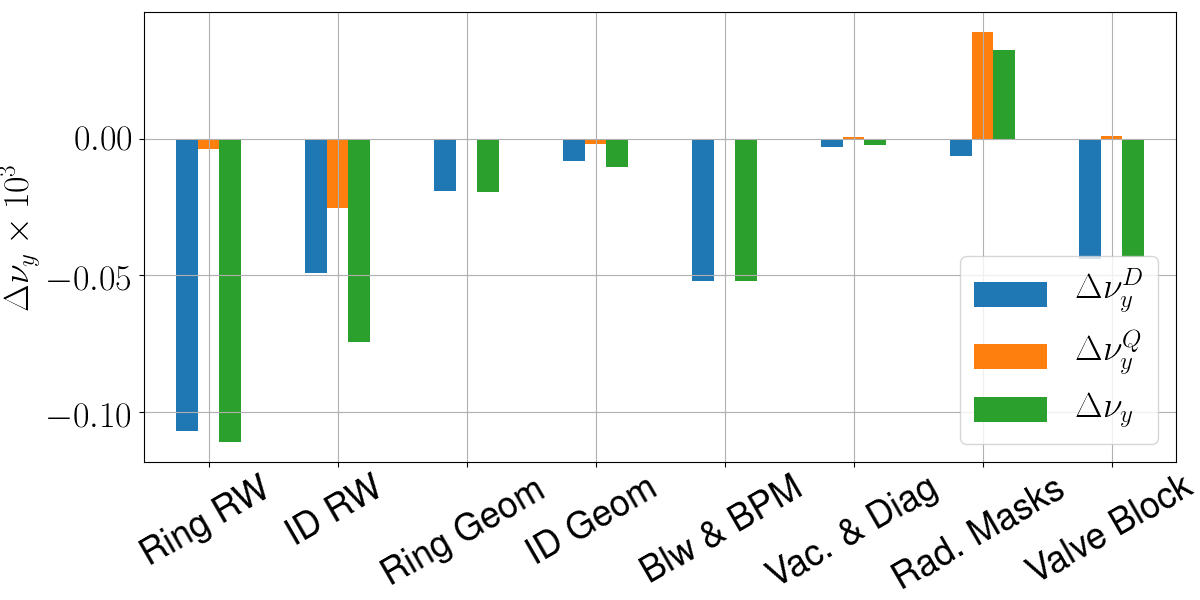 Δν_y × 10^3
0.00
−0.05
−0.10
Δν_y^D
Δν_y^Q
Δν_y
Ring RW
ID RW
Ring Geom
ID Geom
Blw & BPM
Vac. & Diag
Rad. Masks
Valve Block